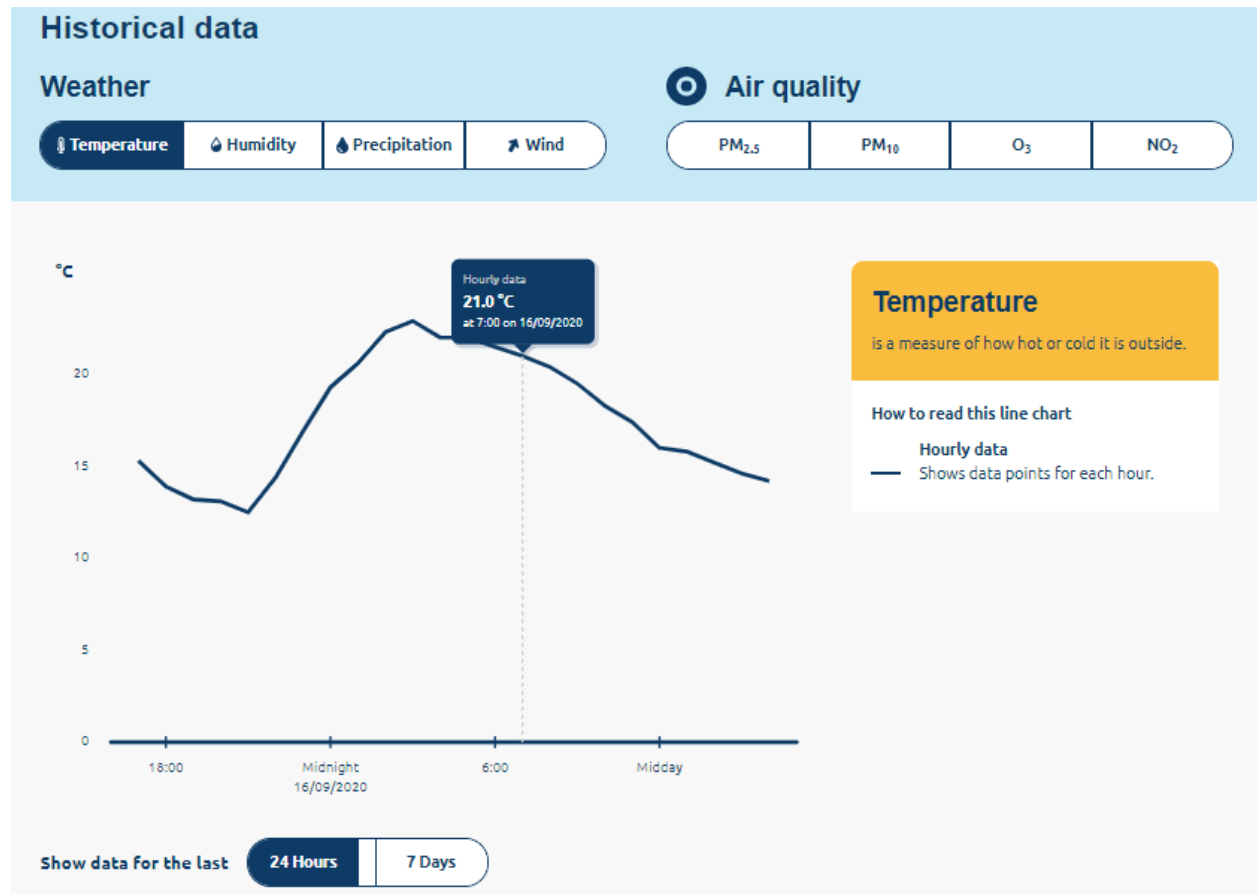 Historical data
Weather
Air quality
Temperature
Humidity
Precipitation
Wind
PM2.5
PM10
O3
NO2
°C
Hourly data
21.0 °C
at 7:00 on 16/09/2020
20
15
10
5
0
18:00
Midnight
16/09/2020
6:00
Midday
Temperature
is a measure of how hot or cold it is outside.
How to read this line chart
Hourly data
Shows data points for each hour.
Show data for the last
24 Hours
7 Days